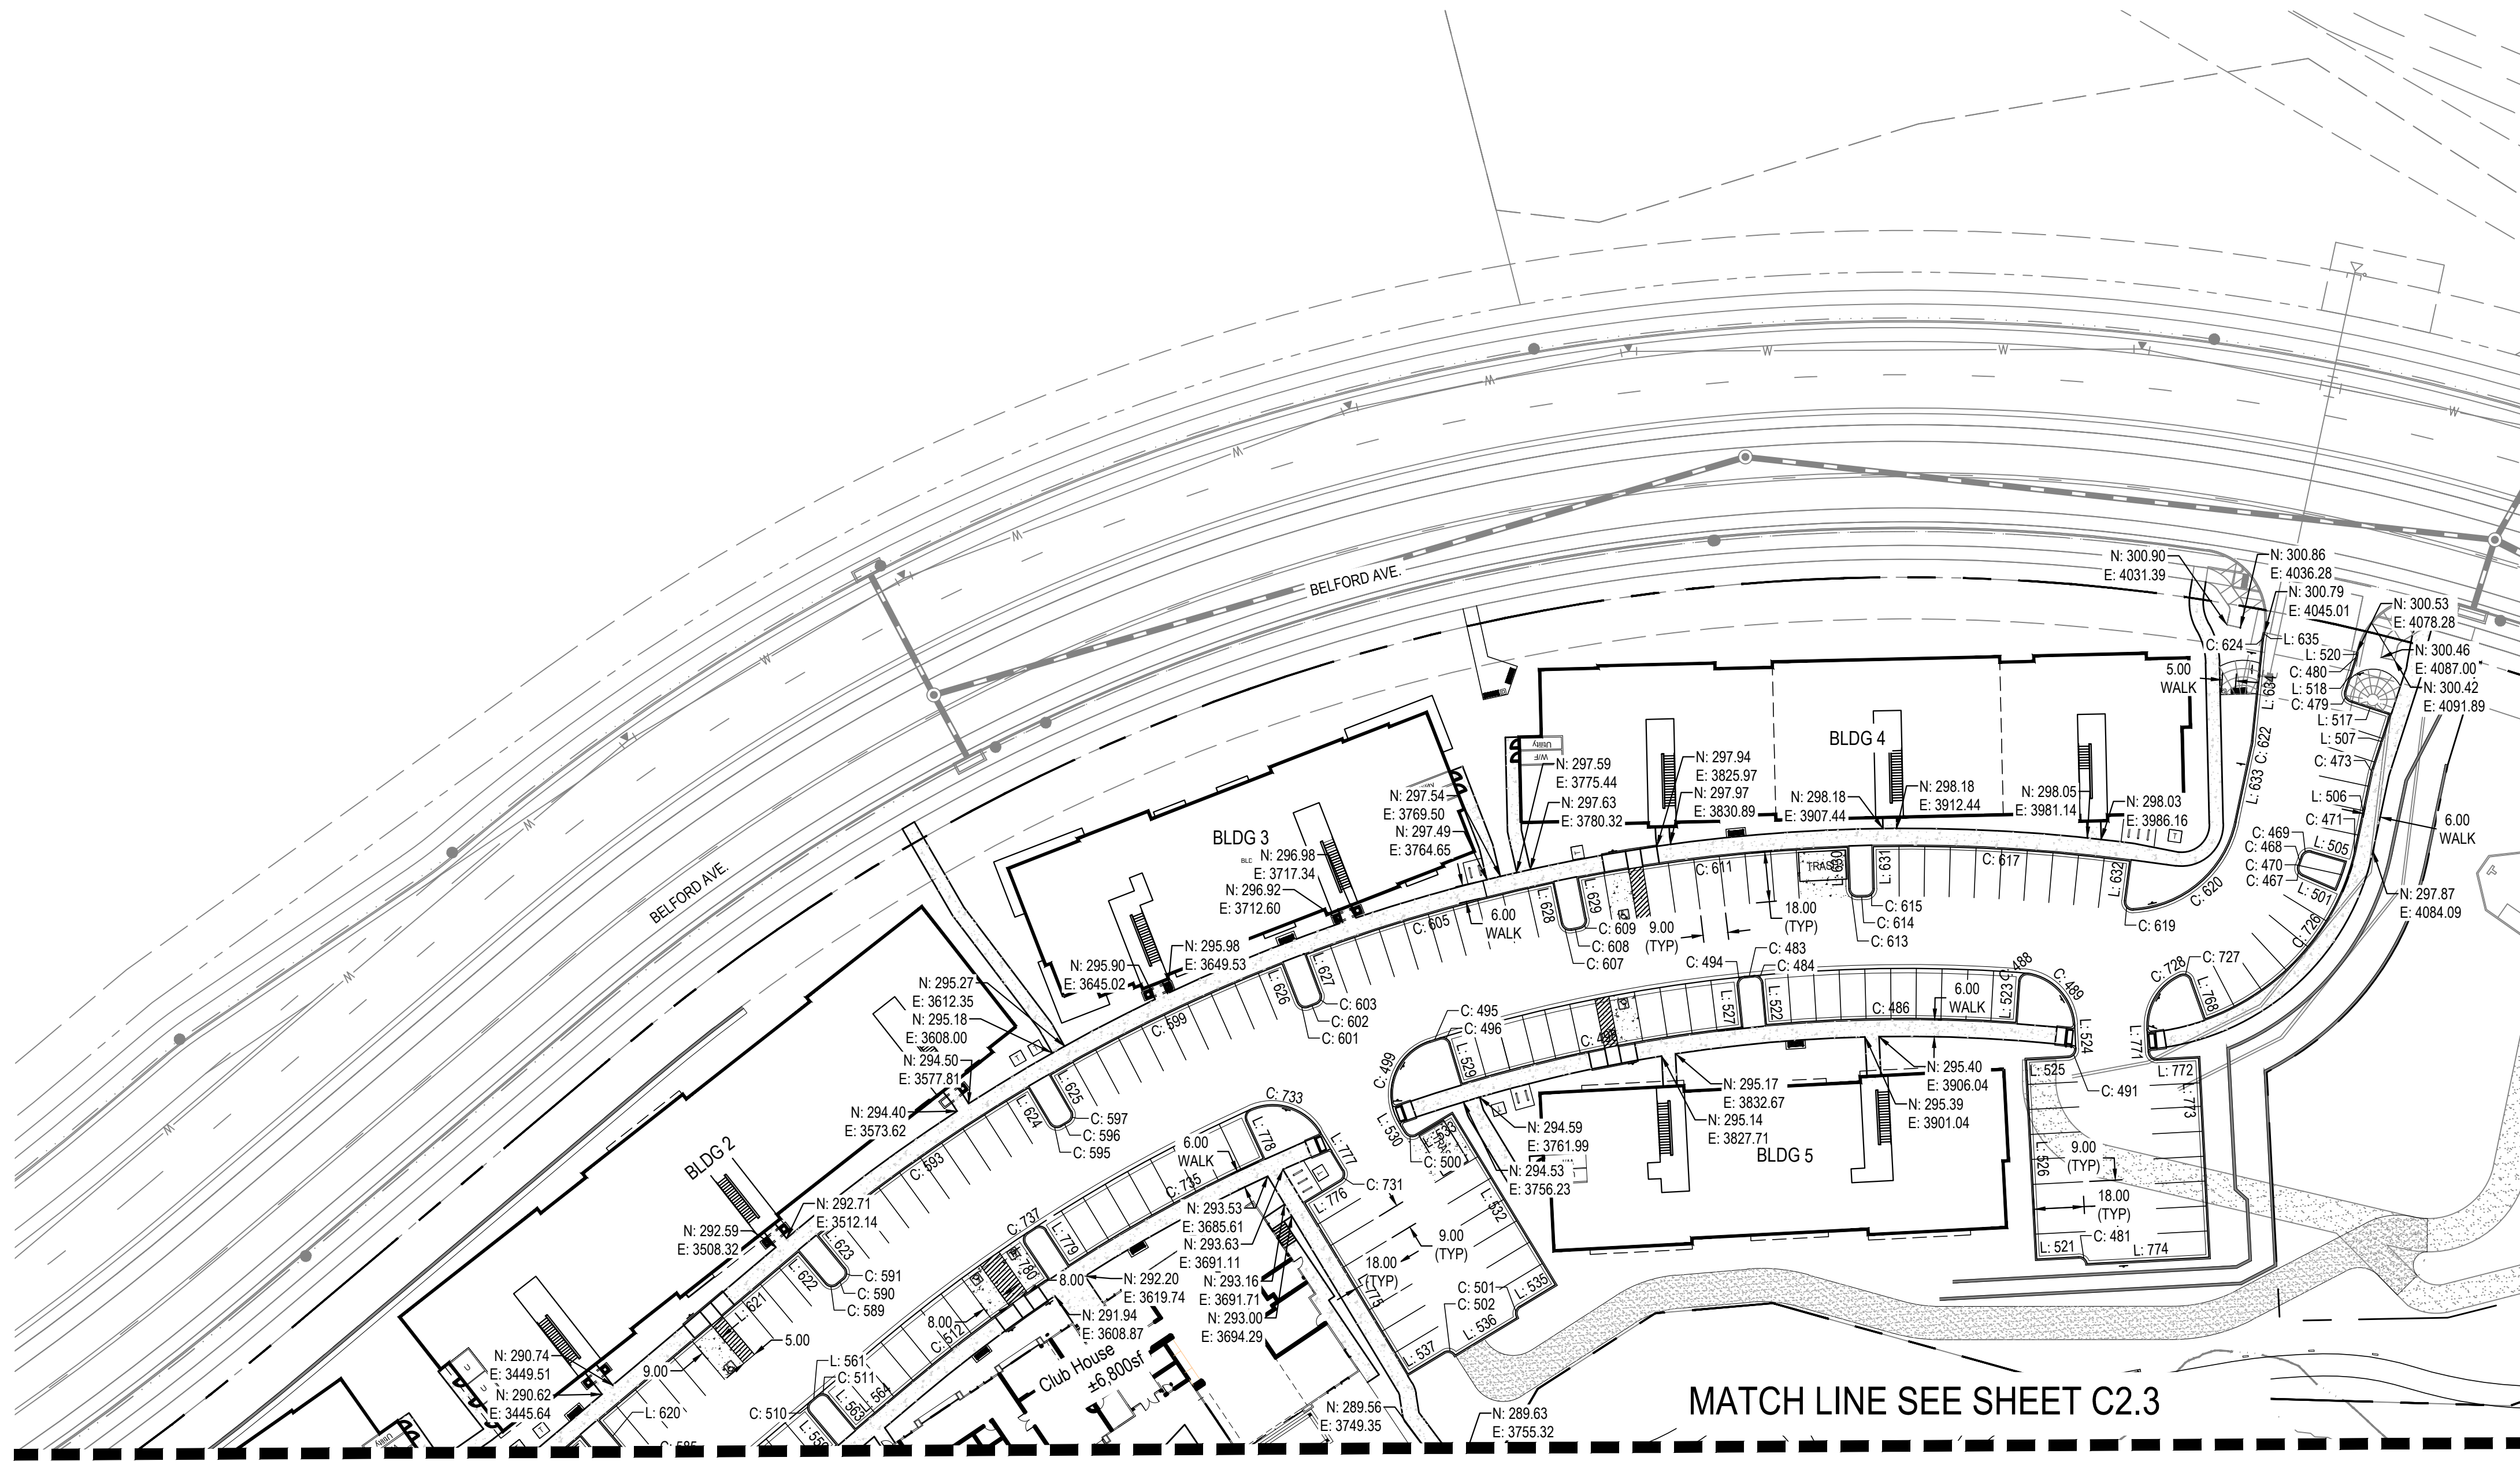 W
W
W
W
W
W
W
W
W
W
W
BELFORD AVE.
BELFORD AVE.
N: 300.90
E: 4031.39
N: 300.86
E: 4036.28
N: 300.79
E: 4045.01
N: 300.53
E: 4078.28
C: 624
L: 635
L: 520
C: 480
L: 518
C: 479
L: 517
L: 507
C: 473
N: 300.46
E: 4087.00
N: 300.42
E: 4091.89
5.00
WALK
L: 634
C: 622
L: 633
L: 506
C: 471
C: 469
C: 468
C: 470
C: 467
L: 505
L: 501
6.00
WALK
N: 297.87
E: 4084.09
C: 726
BLDG 4
Utility
W/F
N: 297.59
E: 3775.44
N: 297.63
E: 3780.32
N: 297.94
E: 3825.97
N: 297.97
E: 3830.89
N: 298.18
E: 3907.44
N: 298.18
E: 3912.44
N: 298.05
E: 3981.14
N: 298.03
E: 3986.16
BLDG 3
N: 297.54
E: 3769.50
N: 297.49
E: 3764.65
N: 296.98
E: 3717.34
N: 296.92
E: 3712.60
N: 295.98
E: 3649.53
N: 295.90
E: 3645.02
C: 605
6.00
WALK
L: 628
L: 629
C: 609
C: 608
C: 607
9.00
(TYP)
C: 611
18.00
(TYP)
TRASH
L: 630
L: 631
C: 615
C: 614
C: 613
C: 617
L: 632
C: 620
C: 619
N: 295.27
E: 3612.35
N: 295.18
E: 3608.00
N: 294.50
E: 3577.81
N: 294.40
E: 3573.62
C: 599
L: 626
L: 627
C: 603
C: 602
C: 601
L: 624
L: 625
C: 597
C: 596
C: 595
C: 593
C: 494
C: 483
C: 484
C: 495
C: 496
C: 499
L: 529
L: 527
L: 522
C: 486
6.00
WALK
L: 523
C: 488
C: 489
L: 524
L: 525
C: 491
C: 728
C: 727
L: 768
L: 771
L: 772
L: 773
BLDG 5
N: 295.40
E: 3906.04
N: 295.39
E: 3901.04
N: 295.17
E: 3832.67
N: 295.14
E: 3827.71
N: 294.59
E: 3761.99
N: 294.53
E: 3756.23
L: 530
L: 533
C: 500
L: 532
L: 526
9.00
(TYP)
18.00
(TYP)
L: 521
C: 481
L: 774
BLDG 2
N: 292.71
E: 3512.14
N: 292.59
E: 3508.32
L: 623
L: 622
C: 591
C: 590
C: 589
L: 621
5.00
9.00
N: 290.74
E: 3449.51
N: 290.62
E: 3445.64
L: 620
Utility
C: 733
L: 778
6.00
WALK
C: 735
C: 737
L: 777
C: 731
L: 776
L: 779
L: 780
N: 293.53
E: 3685.61
N: 293.63
E: 3691.11
N: 293.16
E: 3691.71
N: 293.00
E: 3694.29
8.00
N: 292.20
E: 3619.74
N: 291.94
E: 3608.87
8.00
C: 512
L: 561
C: 511
L: 564
L: 563
C: 510
Club House
±6,800sf
9.00
(TYP)
18.00
(TYP)
L: 775
C: 501
C: 502
L: 535
L: 536
L: 537
N: 289.56
E: 3749.35
N: 289.63
E: 3755.32
MATCH LINE SEE SHEET C2.3